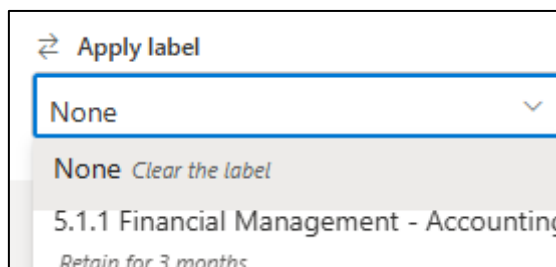 Apply label
None
None Clear the label
5.1.1 Financial Management - Accounting
Retain for 3 months